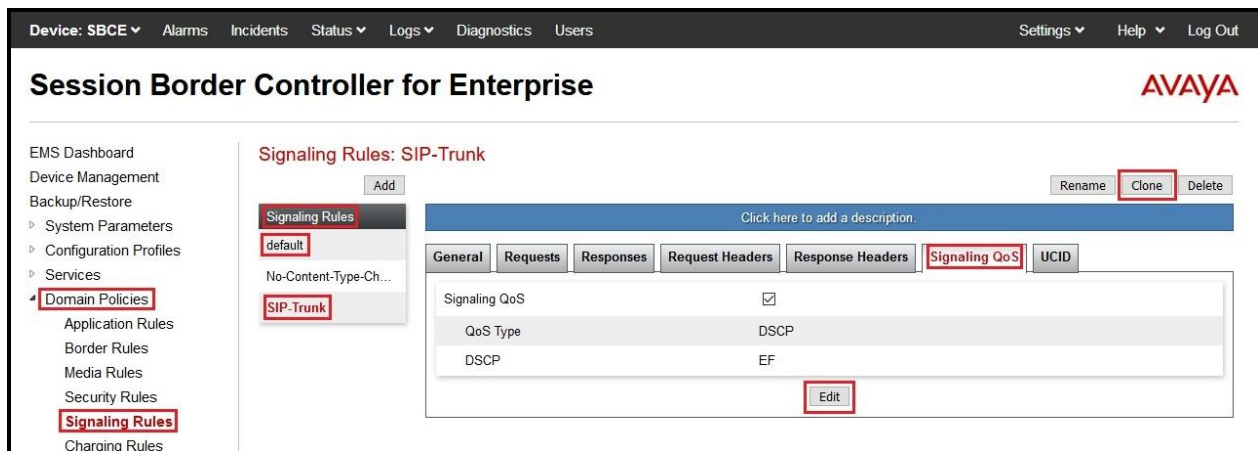 Device: SBCE Alarms Incidents Status Logs Diagnostics Users Settings Help Log Out
Session Border Controller for Enterprise
AVAYA
EMS Dashboard
Device Management
Backup/Restore
System Parameters
Configuration Profiles
Services
Domain Policies
Application Rules
Border Rules
Media Rules
Security Rules
Signaling Rules
Charging Rules
Signaling Rules: SIP-Trunk
Add
Rename Clone Delete
Signaling Rules
default
No-Content-Type-Ch...
SIP-Trunk
Click here to add a description.
General Requests Responses Request Headers Response Headers Signaling QoS UCID
Signaling QoS
QoS Type DSCP
DSCP EF
Edit